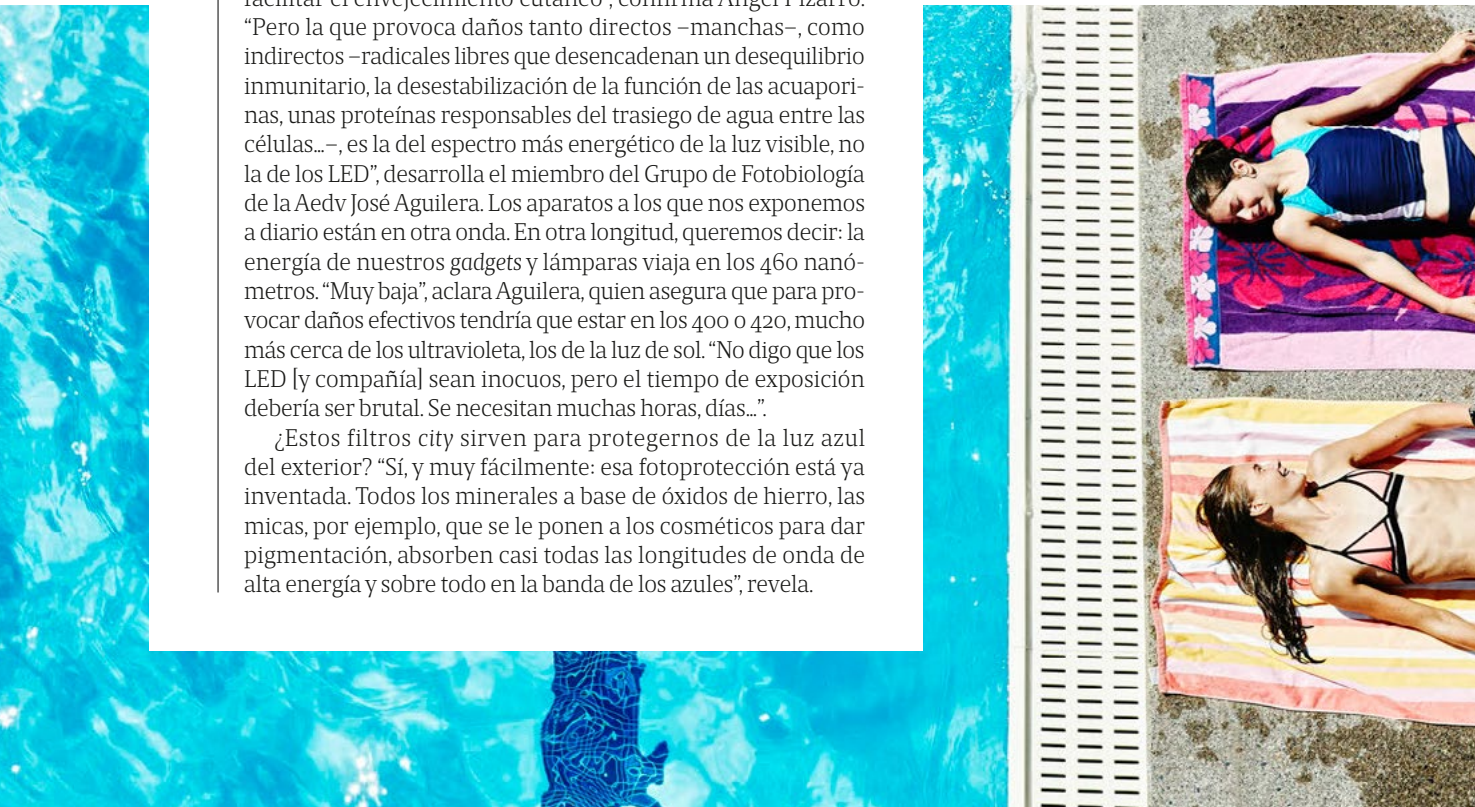 facilitar el envejecimiento cutáneo”, confirma Ángel Pizarro.
“Pero la que provoca daños tanto directos –manchas–, como
indirectos –radicales libres que desencadenan un desequilibrio
inmunitario, la desestabilización de la función de las acuapori-
nas, unas proteínas responsables del trasiego de agua entre las
células...–, es la del espectro más energético de la luz visible, no
la de los LED”, desarrolla el miembro del Grupo de Fotobiología
de la Aedv José Aguilera. Los aparatos a los que nos exponemos
a diario están en otra onda. En otra longitud, queremos decir: la
energía de nuestros gadgets y lámparas viaja en los 460 nanó-
metros. “Muy baja”, aclara Aguilera, quien asegura que para pro-
vocar daños efectivos tendría que estar en los 400 o 420, mucho
más cerca de los ultravioleta, los de la luz de sol. “No digo que los
LED [y compañía] sean inocuos, pero el tiempo de exposición
debería ser brutal. Se necesitan muchas horas, días...”.
¿Estos filtros city sirven para protegernos de la luz azul
del exterior? “Sí, y muy fácilmente: esa fotoprotección está ya
inventada. Todos los minerales a base de óxidos de hierro, las
micas, por ejemplo, que se le ponen a los cosméticos para dar
pigmentación, absorben casi todas las longitudes de onda de
alta energía y sobre todo en la banda de los azules”, revela.